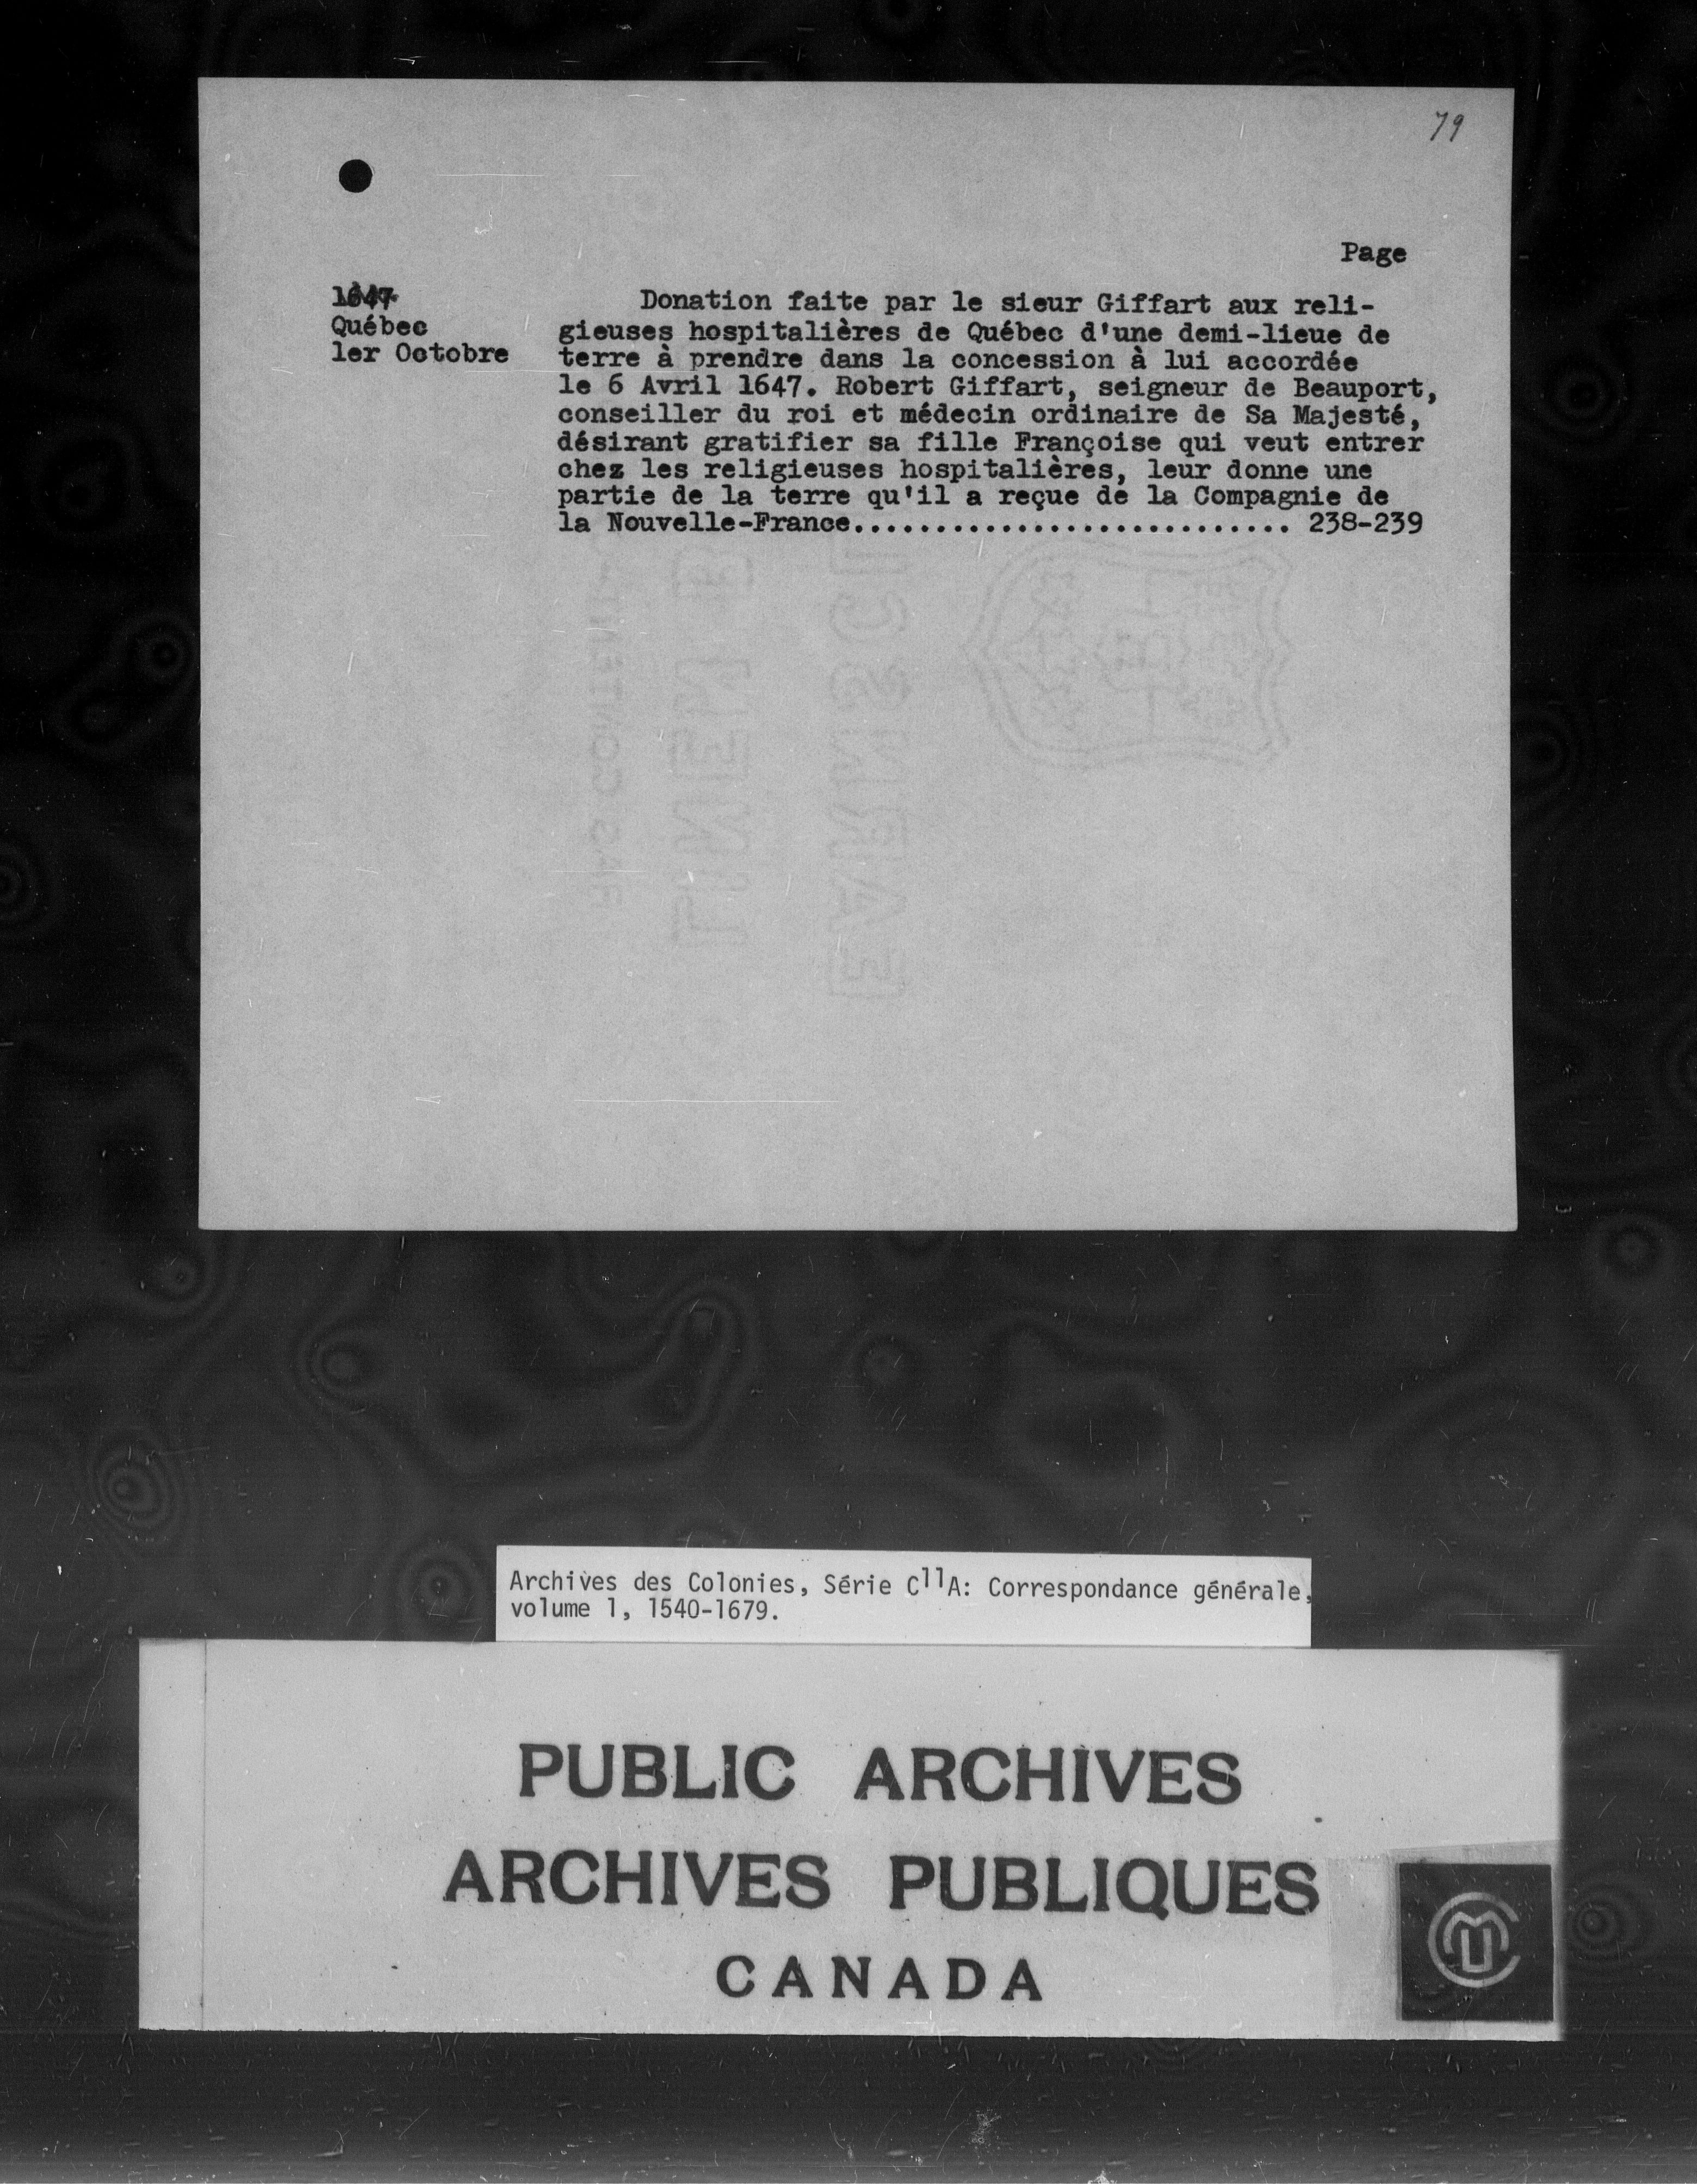 79
Page
1647
Québec
1er Octobre
Donation faite par le sieur Giffart aux reli-
gieuses hospitalières de Québec d'une demi-lieue de
terre à prendre dans la concession à lui accordée
le 6 Avril 1647. Robert Giffart, seigneur de Beauport,
conseiller du roi et médecin ordinaire de Sa Majesté,
désirant gratifier sa fille Françoise qui veut entrer
chez les religieuses hospitalières, leur donne une
partie de la terre qu'il a reçue de la Compagnie de
la Nouvelle-France........................... 238-239
Archives des Colonies, Série C11A: Correspondance générale,
volume 1, 1540-1679.
PUBLIC ARCHIVES
ARCHIVES PUBLIQUES
CANADA